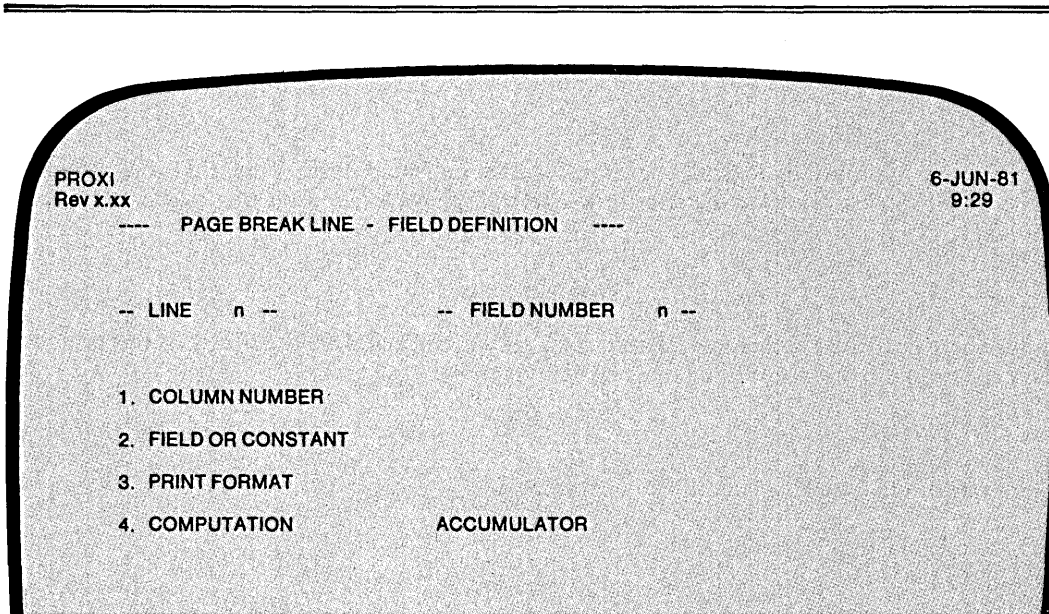 PROXI 6-JUN-81
Rev x.xx 9:29
---- PAGE BREAK LINE - FIELD DEFINITION ----
-- LINE n -- -- FIELD NUMBER n --
1. COLUMN NUMBER
2. FIELD OR CONSTANT
3. PRINT FORMAT
4. COMPUTATION ACCUMULATOR